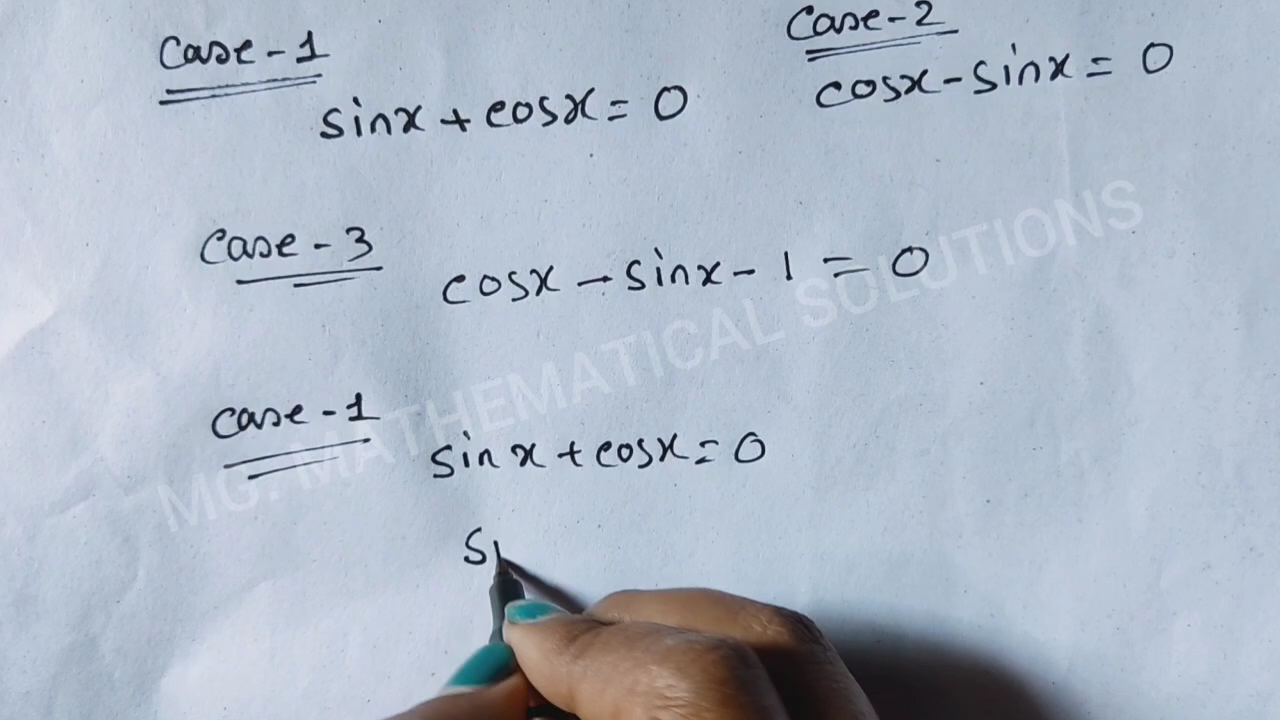 Case-1
Case-2
sinx + cosx = 0
cosx - sinx = 0
Case-3
cosx - sinx - 1 = 0
Case-1
sinx + cosx = 0
MG. MATHEMATICAL SOLUTIONS